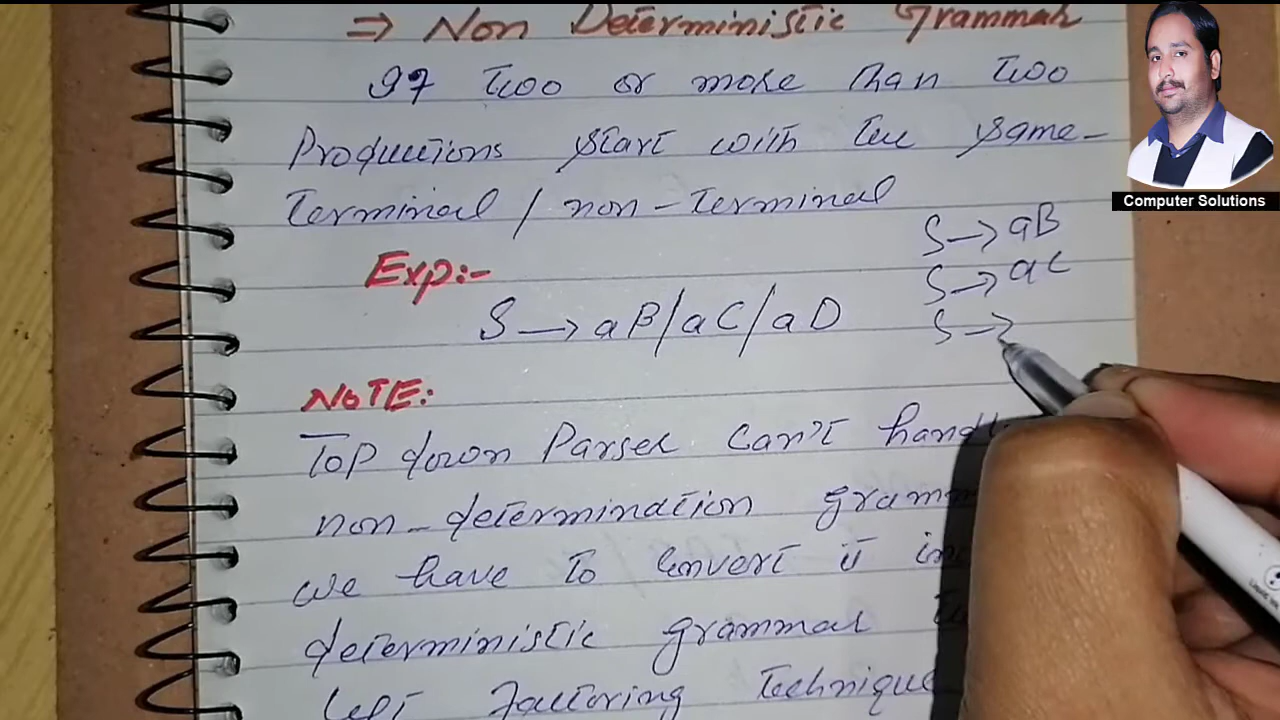 ⇒ Non Deterministic Grammar
If two or more than two
Productions start with the same-
Terminal / non-Terminal
Exp:-
S → aB/aC/aD
S → aB
S → aC
S →
NOTE:
Top down Parser Can't handl
non-determination gramm
we have to convert it in
deterministic grammar
Left Factoring Technique
Computer Solutions